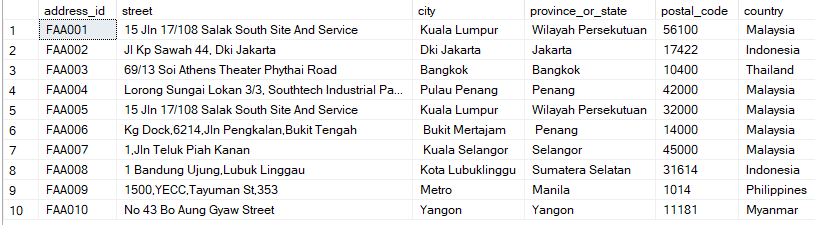 address_id street city province_or_state postal_code country
1 FAA001 15 Jln 17/108 Salak South Site And Service Kuala Lumpur Wilayah Persekutuan 56100 Malaysia
2 FAA002 Jl Kp Sawah 44, Dki Jakarta Dki Jakarta Jakarta 17422 Indonesia
3 FAA003 69/13 Soi Athens Theater Phythai Road Bangkok Bangkok 10400 Thailand
4 FAA004 Lorong Sungai Lokan 3/3, Southtech Industrial Pa... Pulau Penang Penang 42000 Malaysia
5 FAA005 15 Jln 17/108 Salak South Site And Service Kuala Lumpur Wilayah Persekutuan 32000 Malaysia
6 FAA006 Kg Dock,6214,Jln Pengkalan,Bukit Tengah Bukit Mertajam Penang 14000 Malaysia
7 FAA007 1,Jln Teluk Piah Kanan Kuala Selangor Selangor 45000 Malaysia
8 FAA008 1 Bandung Ujung,Lubuk Linggau Kota Lubuklinggu Sumatera Selatan 31614 Indonesia
9 FAA009 1500,YECC,Tayuman St,353 Metro Manila 1014 Philippines
10 FAA010 No 43 Bo Aung Gyaw Street Yangon Yangon 11181 Myanmar